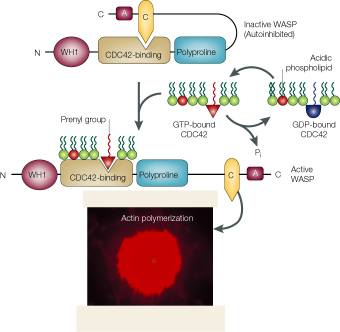 C
A
C
Inactive WASP
(Autoinhibited)
N
WH1
CDC42-binding
Polyproline
Acidic
phospholipid
Prenyl group
GTP-bound
CDC42
GDP-bound
CDC42
Pi
N
WH1
CDC42-binding
Polyproline
C
A
C
Active
WASP
Actin polymerization